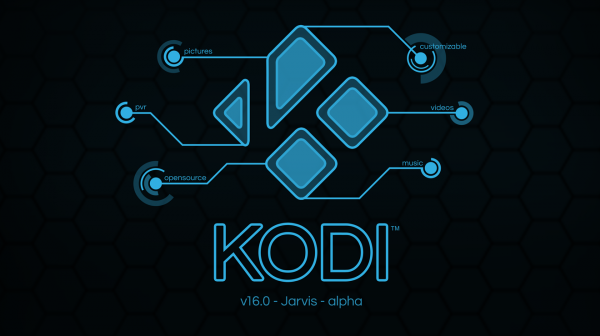 customizable
pictures
pvr
videos
music
opensource
KODI™
v16.0 - Jarvis - alpha